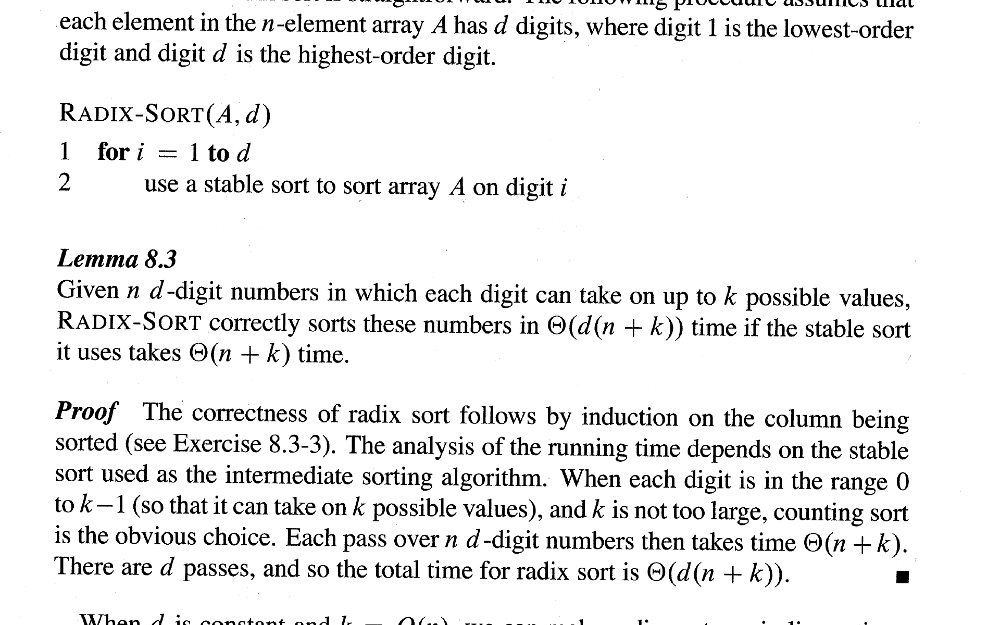 straightforward. The following procedure assumes that
each element in the n-element array A has d digits, where digit 1 is the lowest-order
digit and digit d is the highest-order digit.
RADIX-SORT(A, d)
1 for i = 1 to d
2 use a stable sort to sort array A on digit i
Lemma 8.3
Given n d-digit numbers in which each digit can take on up to k possible values,
RADIX-SORT correctly sorts these numbers in Θ(d(n + k)) time if the stable sort
it uses takes Θ(n + k) time.
Proof The correctness of radix sort follows by induction on the column being
sorted (see Exercise 8.3-3). The analysis of the running time depends on the stable
sort used as the intermediate sorting algorithm. When each digit is in the range 0
to k−1 (so that it can take on k possible values), and k is not too large, counting sort
is the obvious choice. Each pass over n d-digit numbers then takes time Θ(n + k).
There are d passes, and so the total time for radix sort is Θ(d(n + k)). ■
When d is constant and k = O(n), we can